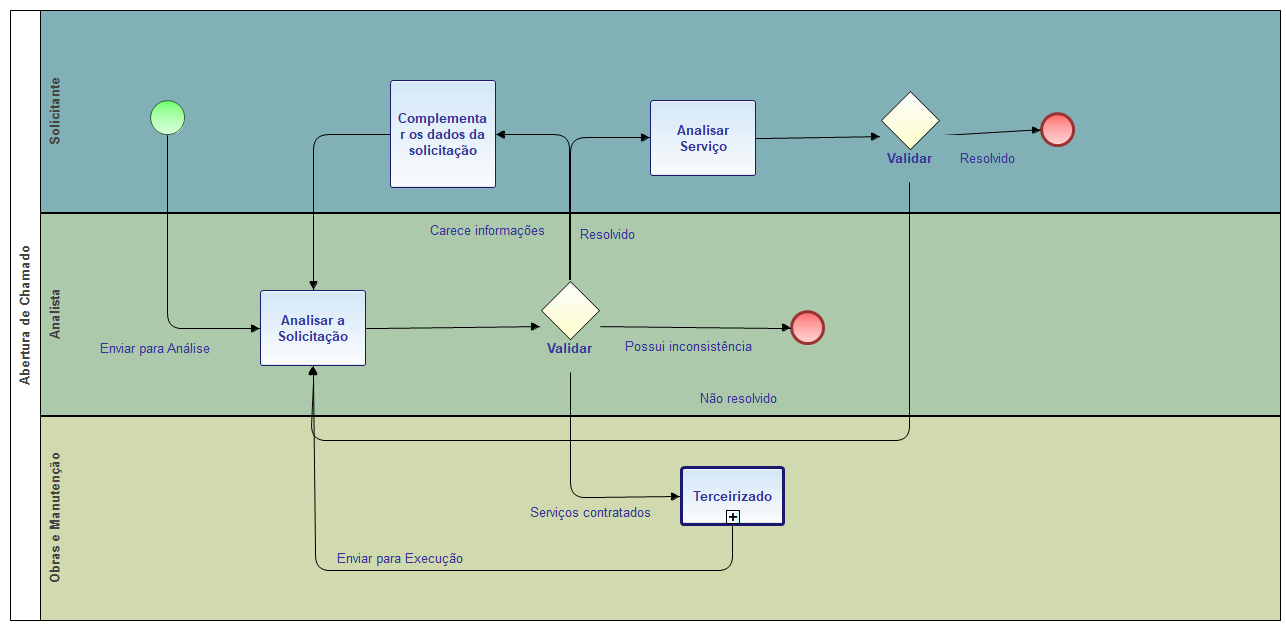 Abertura de Chamado
Solicitante
Complementa
r os dados da
solicitação
Analisar
Serviço
Validar
Resolvido
Analista
Carece informações
Resolvido
Enviar para Análise
Analisar a
Solicitação
Validar
Possui inconsistência
Não resolvido
Obras e Manutenção
Terceirizado
Serviços contratados
Enviar para Execução